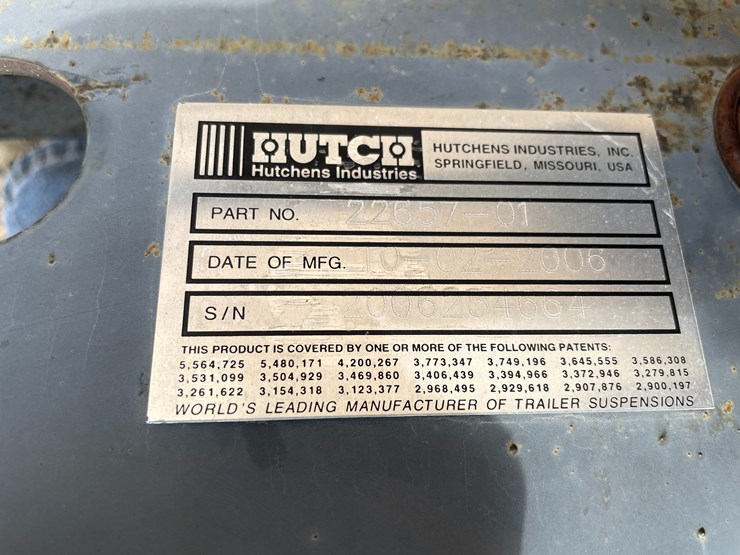 HUTCH
Hutchens Industries
HUTCHENS INDUSTRIES, INC.
SPRINGFIELD, MISSOURI, USA
PART NO. 22657-01
DATE OF MFG. 10-02-2006
S/N 2006284664
THIS PRODUCT IS COVERED BY ONE OR MORE OF THE FOLLOWING PATENTS:
5,564,725 5,480,171 4,200,267 3,773,347 3,749,196 3,645,555 3,586,308
3,531,099 3,504,929 3,469,860 3,406,439 3,394,966 3,372,946 3,279,815
3,261,622 3,154,318 3,123,377 2,968,495 2,929,618 2,907,876 2,900,197
WORLD'S LEADING MANUFACTURER OF TRAILER SUSPENSIONS